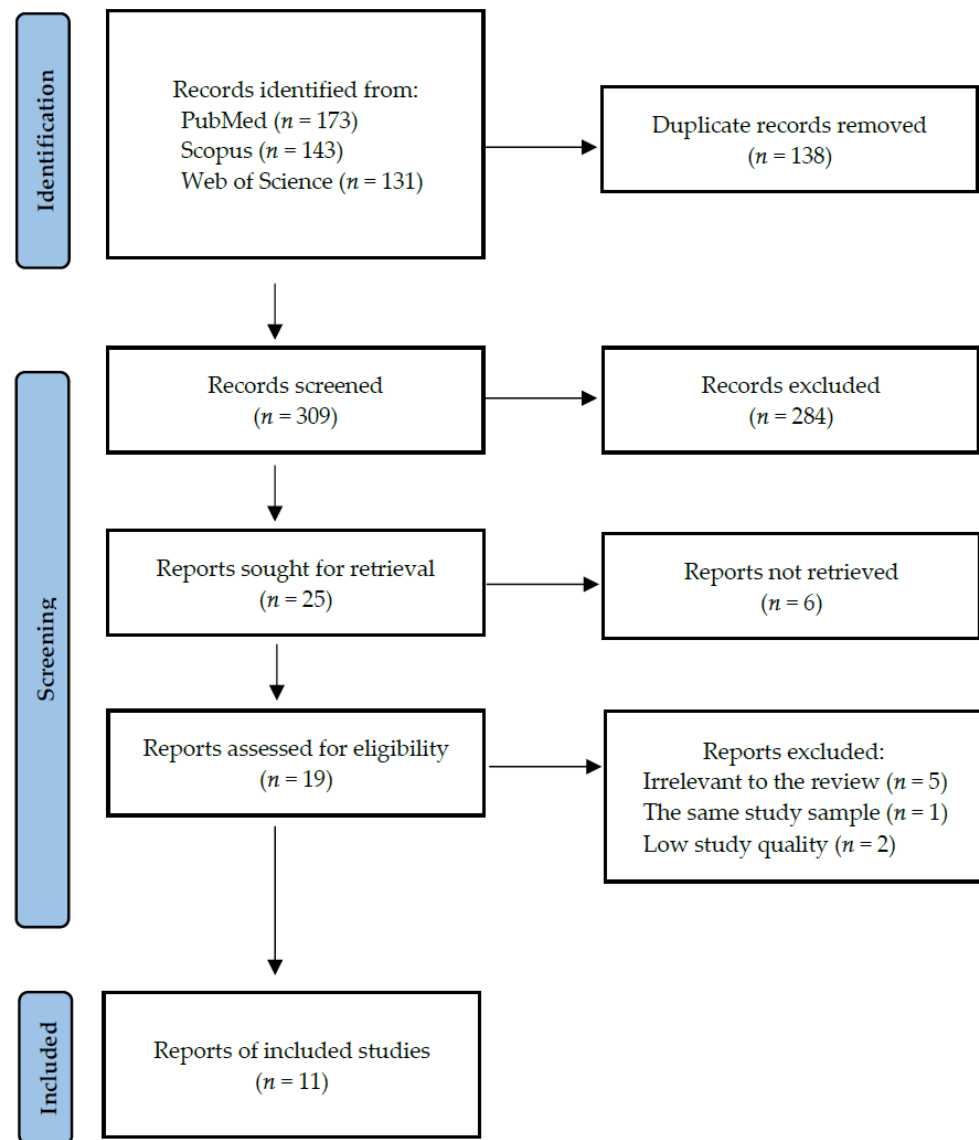 Identification
Records identified from:
PubMed (n = 173)
Scopus (n = 143)
Web of Science (n = 131)
Duplicate records removed
(n = 138)
Screening
Records screened
(n = 309)
Records excluded
(n = 284)
Reports sought for retrieval
(n = 25)
Reports not retrieved
(n = 6)
Reports assessed for eligibility
(n = 19)
Reports excluded:
Irrelevant to the review (n = 5)
The same study sample (n = 1)
Low study quality (n = 2)
Included
Reports of included studies
(n = 11)